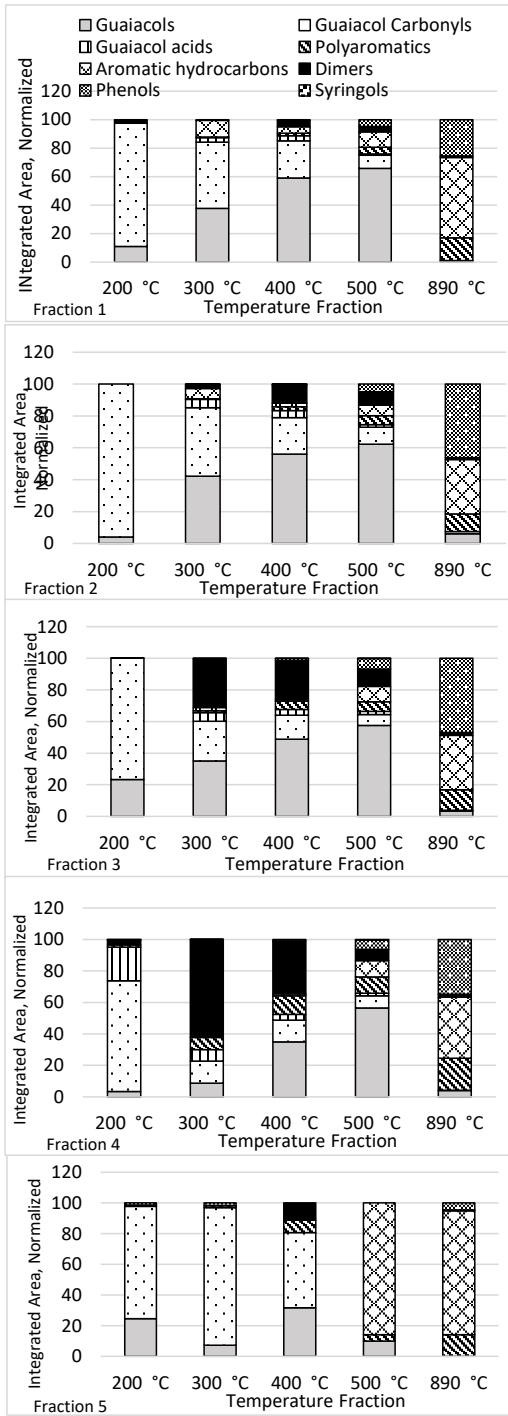 Guaiacols Guaiacol Carbonyls
Guaiacol acids Polyaromatics
Aromatic hydrocarbons Dimers
Phenols Syringols
INtegrated Area, Normalized
120
100
80
60
40
20
0
200 °C 300 °C 400 °C 500 °C 890 °C
Temperature Fraction
Fraction 1
Integrated Area,
Normalized
120
100
80
60
40
20
0
200 °C 300 °C 400 °C 500 °C 890 °C
Temperature Fraction
Fraction 2
Integrated Area, Normalized
120
100
80
60
40
20
0
200 °C 300 °C 400 °C 500 °C 890 °C
Temperature Fraction
Fraction 3
Integrated Area, Normalized
120
100
80
60
40
20
0
200 °C 300 °C 400 °C 500 °C 890 °C
Temperature Fraction
Fraction 4
Integrated Area, Normalized
120
100
80
60
40
20
0
200 °C 300 °C 400 °C 500 °C 890 °C
Temperature Fraction
Fraction 5